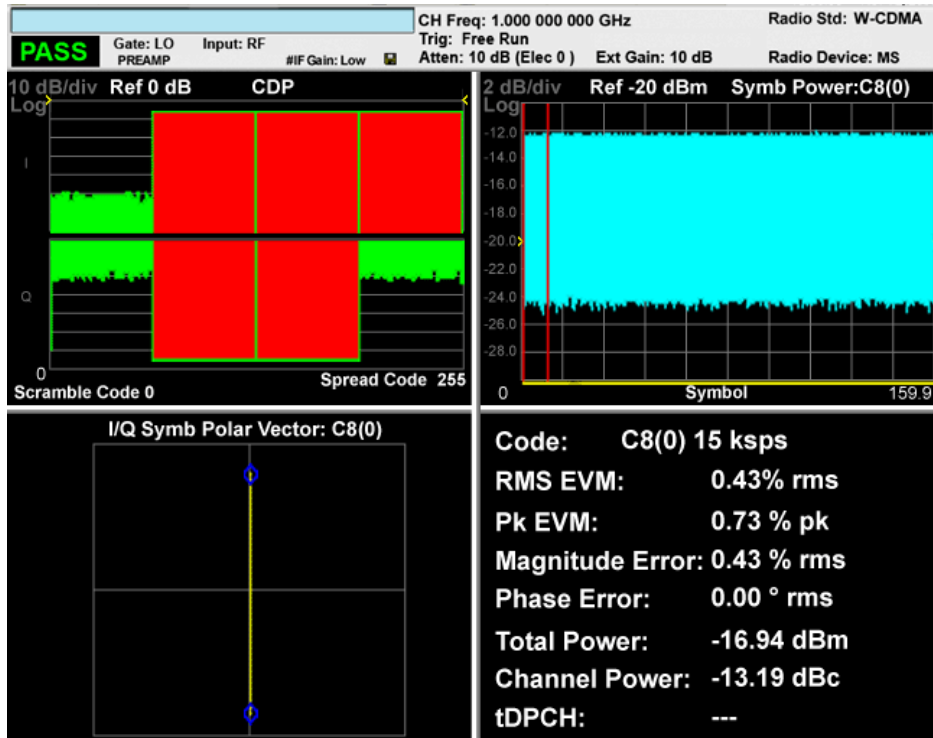 CH Freq: 1.000 000 000 GHz Radio Std: W-CDMA
PASS Gate: LO Input: RF Trig: Free Run
PREAMP #IF Gain: Low Atten: 10 dB (Elec 0 ) Ext Gain: 10 dB Radio Device: MS
10 dB/div Ref 0 dB CDP
Log
I
Q
0
Scramble Code 0 Spread Code 255
2 dB/div Ref -20 dBm Symb Power:C8(0)
Log
-12.0
-14.0
-16.0
-18.0
-20.0
-22.0
-24.0
-26.0
-28.0
0 Symbol 159.9
I/Q Symb Polar Vector: C8(0)
Code: C8(0) 15 ksps
RMS EVM: 0.43% rms
Pk EVM: 0.73 % pk
Magnitude Error: 0.43 % rms
Phase Error: 0.00 ° rms
Total Power: -16.94 dBm
Channel Power: -13.19 dBc
tDPCH: ---